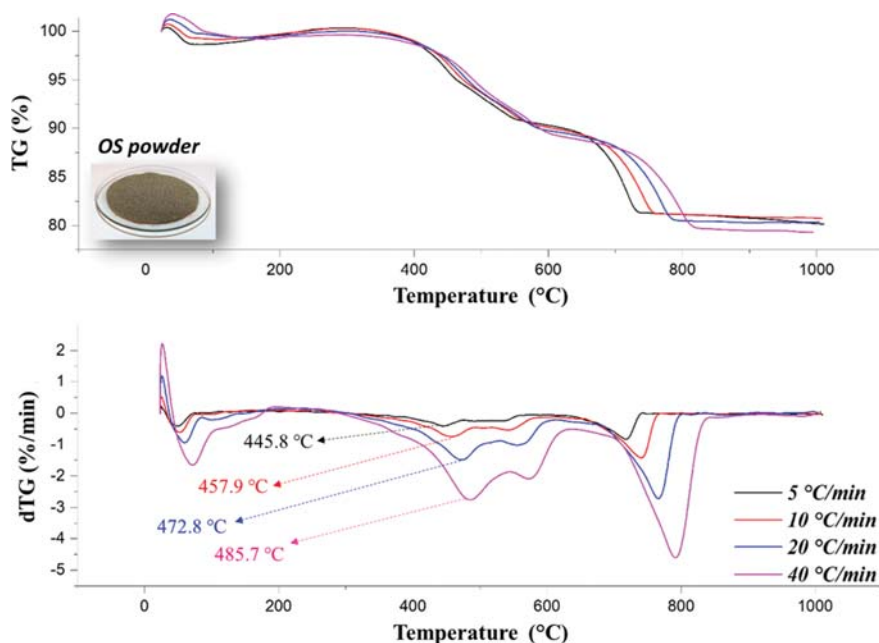 100
95
90
85
80
TG (%)
OS powder
0
200
400
600
800
1000
Temperature (°C)
2
1
0
-1
-2
-3
-4
-5
dTG (%/min)
445.8 °C
457.9 °C
472.8 °C
485.7 °C
5 °C/min
10 °C/min
20 °C/min
40 °C/min
0
200
400
600
800
1000
Temperature (°C)